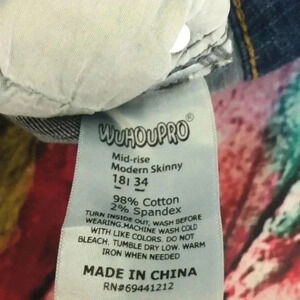 WUHOUPRO®
Mid-rise
Modern Skinny
18| 34
98% Cotton
2% Spandex
TURN INSIDE OUT, WASH BEFORE
WEARING.MACHINE WASH COLD
WITH LIKE COLORS. DO NOT
BLEACH. TUMBLE DRY LOW. WARM
IRON WHEN NEEDED
MADE IN CHINA
RN#69441212